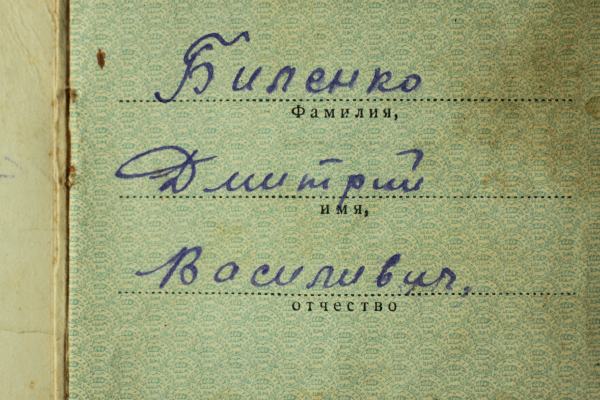 Биленко
Фамилия,
Дмитрий
имя,
Василивич,
отчество